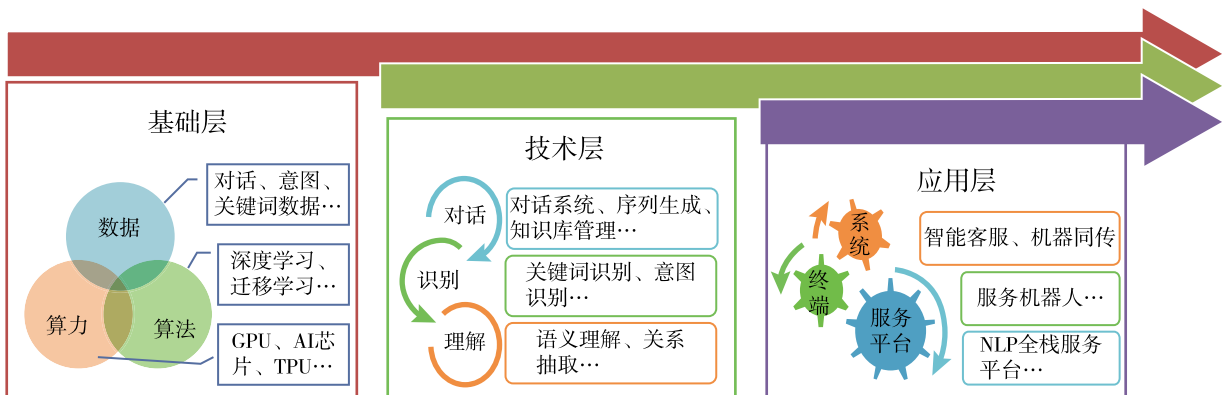 基础层
数据
算力
算法
对话、意图、
关键词数据…
深度学习、
迁移学习…
GPU、AI芯
片、TPU…
技术层
对话
识别
理解
对话系统、序列生成、
知识库管理…
关键词识别、意图
识别…
语义理解、关系
抽取…
应用层
系
统
终
端
服务
平台
智能客服、机器同传
服务机器人…
NLP全栈服务
平台…